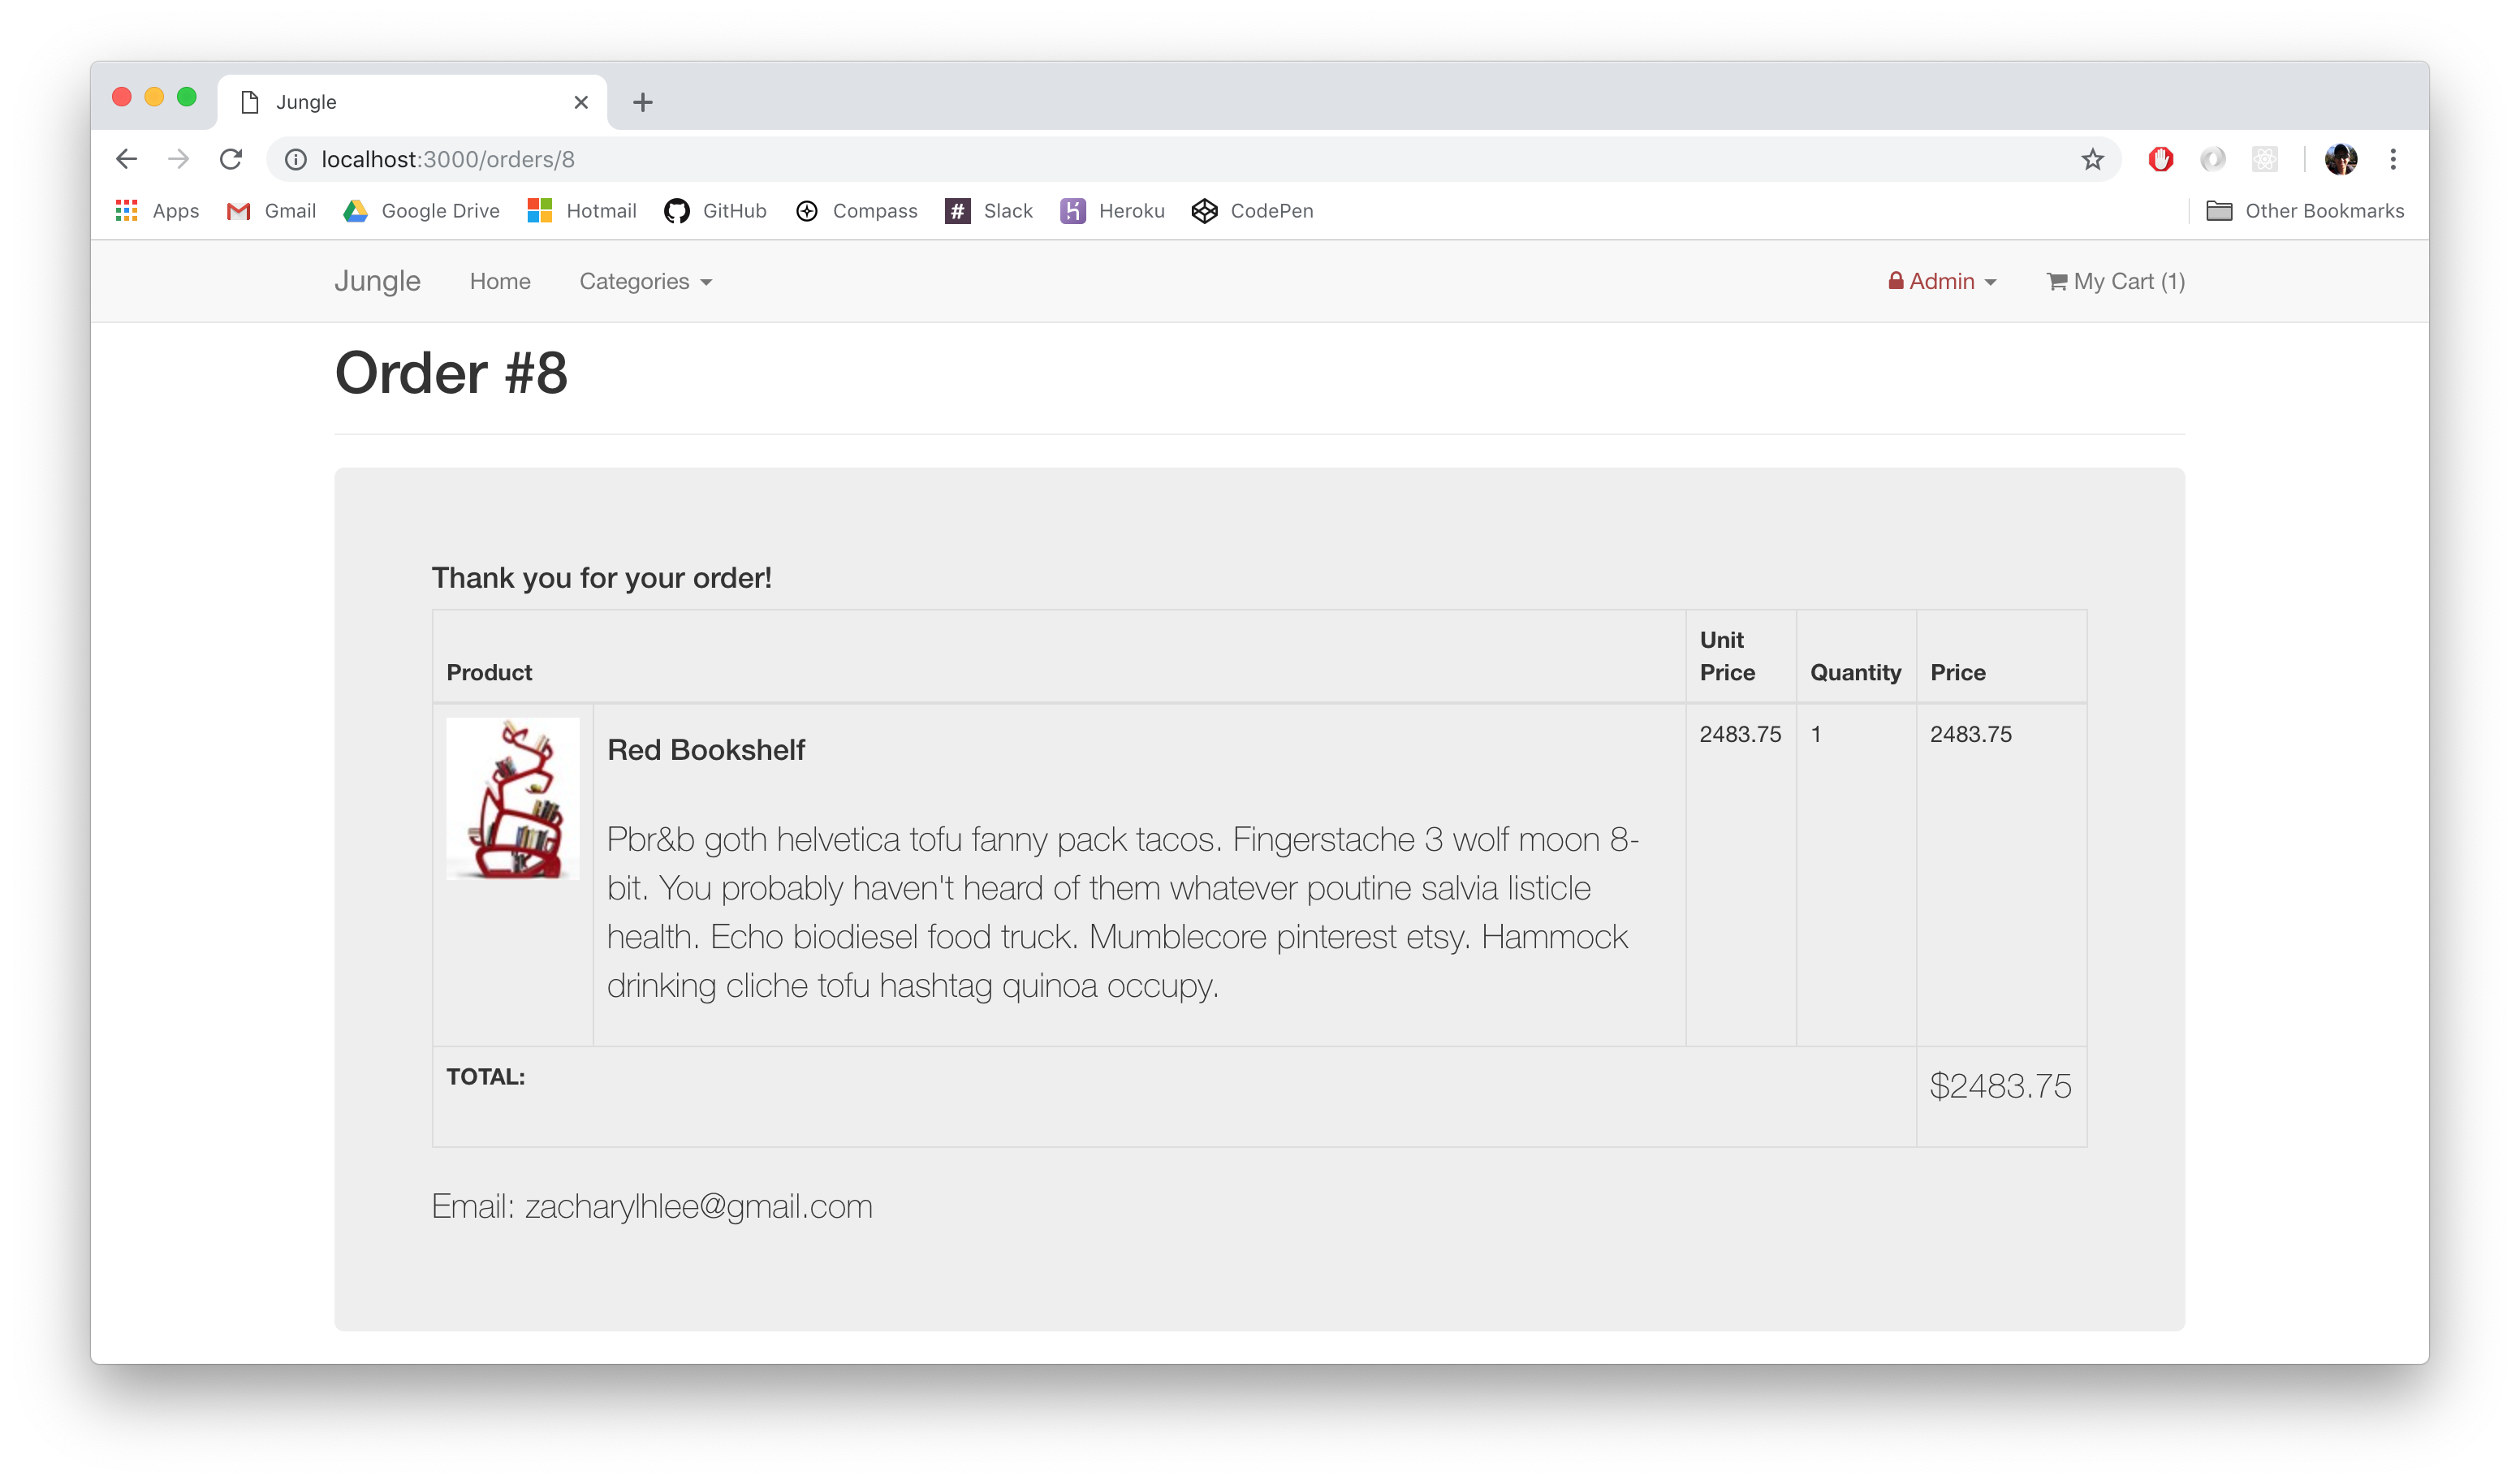 Jungle
localhost:3000/orders/8
Apps Gmail Google Drive Hotmail GitHub Compass # Slack Heroku CodePen Other Bookmarks
Jungle Home Categories Admin My Cart (1)
Order #8
Thank you for your order!
Product Unit Price Quantity Price
Red Bookshelf 2483.75 1 2483.75
Pbr&b goth helvetica tofu fanny pack tacos. Fingerstache 3 wolf moon 8-
bit. You probably haven't heard of them whatever poutine salvia listicle
health. Echo biodiesel food truck. Mumblecore pinterest etsy. Hammock
drinking cliche tofu hashtag quinoa occupy.
TOTAL: $2483.75
Email: zacharylhlee@gmail.com